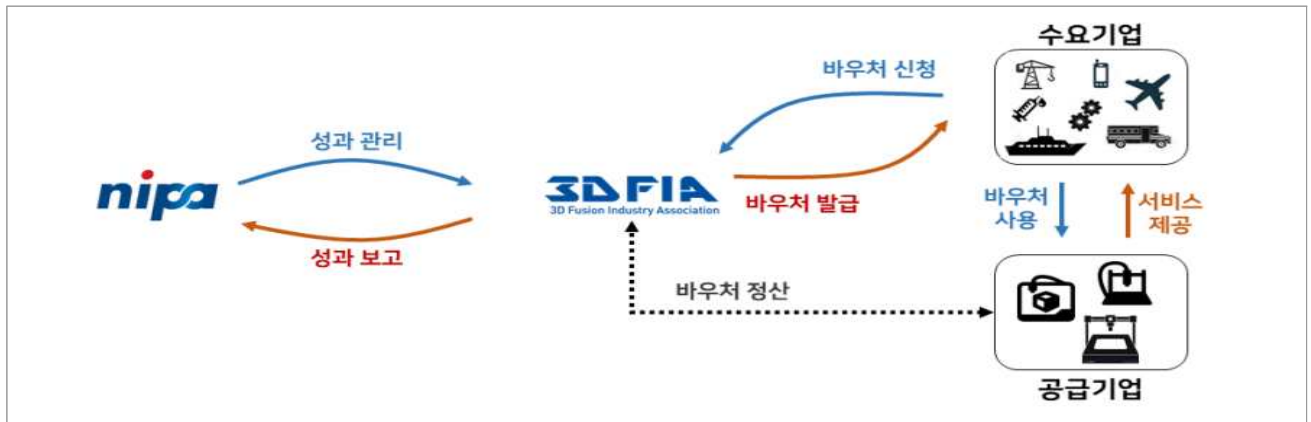 수요기업
바우처 신청
성과 관리
nipa
3DFIA
3D Fusion Industry Association
바우처 발급
성과 보고
바우처
사용
서비스
제공
바우처 정산
공급기업